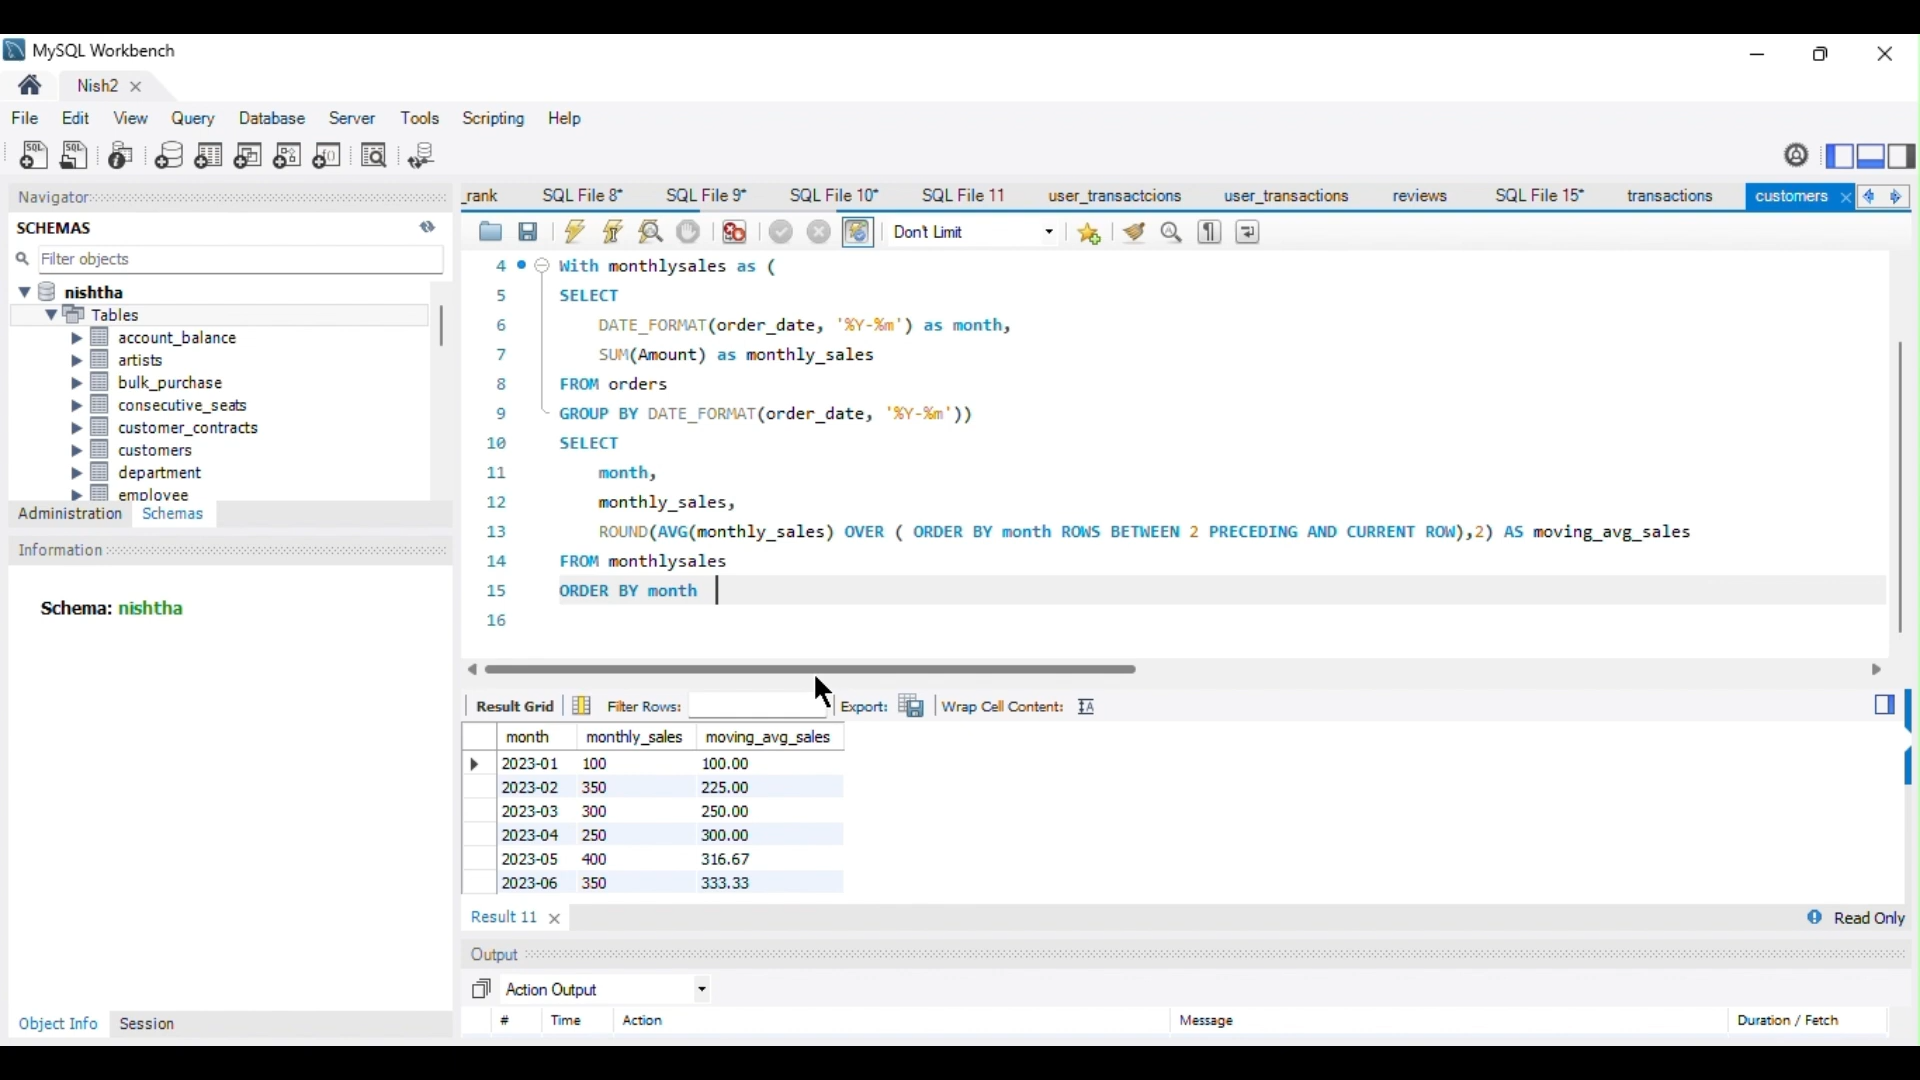 MySQL Workbench
Nish2
File Edit View Query Database Server Tools Scripting Help
Navigator
SCHEMAS
Filter objects
nishtha
Tables
account_balance
artists
bulk_purchase
consecutive_seats
customer_contracts
customers
department
employee
Administration Schemas
Information
Schema: nishtha
Object Info Session
_rank SQL File 8* SQL File 9* SQL File 10* SQL File 11 user_transactcions user_transactions reviews SQL File 15* transactions customers
Don't Limit
4 With monthlysales as (
5 SELECT
6 DATE_FORMAT(order_date, '%Y-%m') as month,
7 SUM(Amount) as monthly_sales
8 FROM orders
9 GROUP BY DATE_FORMAT(order_date, '%Y-%m'))
10 SELECT
11 month,
12 monthly_sales,
13 ROUND(AVG(monthly_sales) OVER ( ORDER BY month ROWS BETWEEN 2 PRECEDING AND CURRENT ROW),2) AS moving_avg_sales
14 FROM monthlysales
15 ORDER BY month
16
Result Grid Filter Rows: Export: Wrap Cell Content:
month monthly_sales moving_avg_sales
2023-01 100 100.00
2023-02 350 225.00
2023-03 300 250.00
2023-04 250 300.00
2023-05 400 316.67
2023-06 350 333.33
Result 11 Read Only
Output
Action Output
# Time Action Message Duration / Fetch